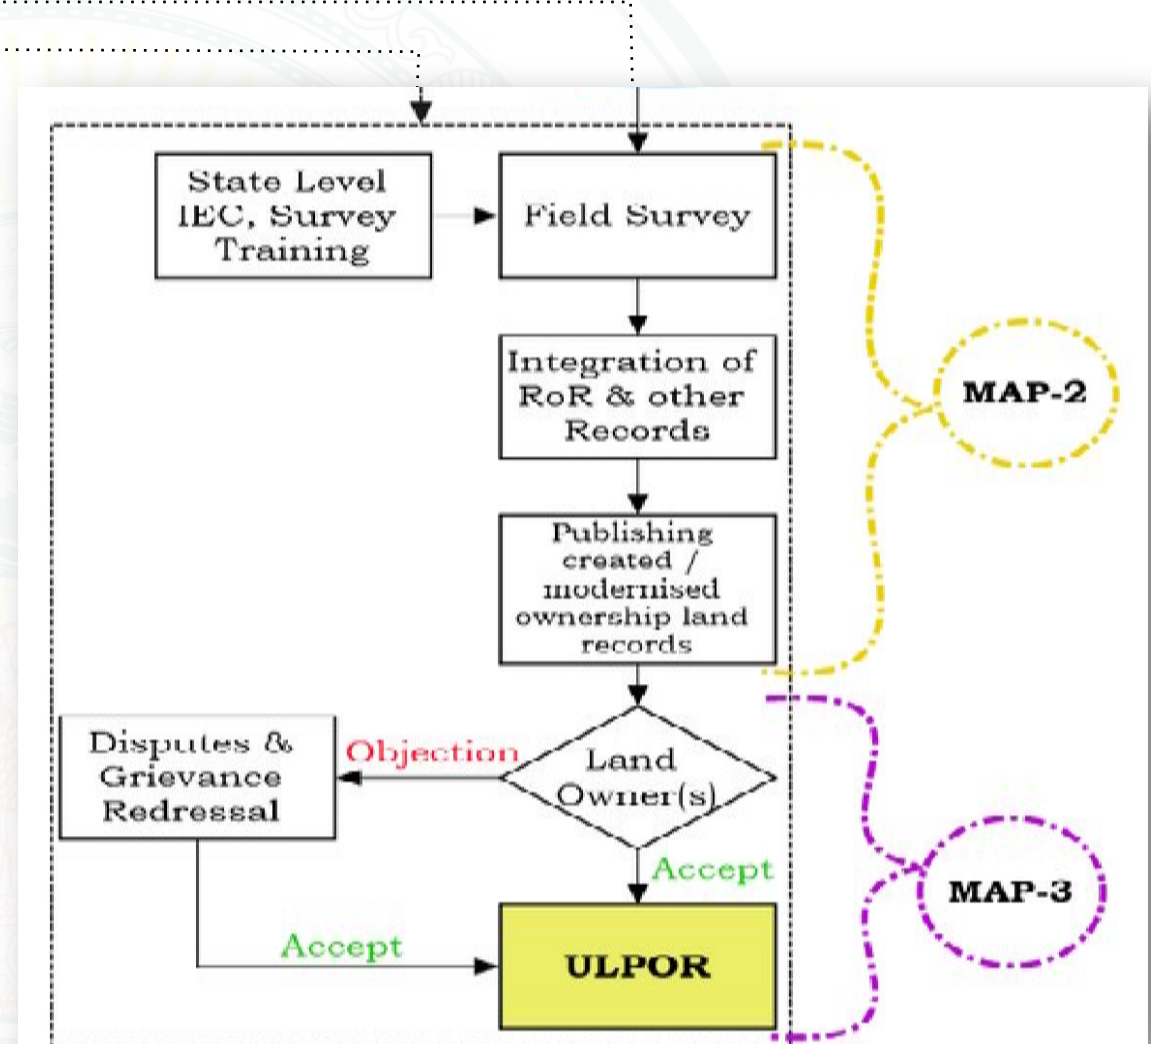 State Level
IEC, Survey
Training
Field Survey
Integration of
RoR & other
Records
MAP-2
Publishing
created /
modernised
ownership land
records
Disputes &
Grievance
Redressal
Objection
Land
Owner(s)
Accept
MAP-3
Accept
ULPOR